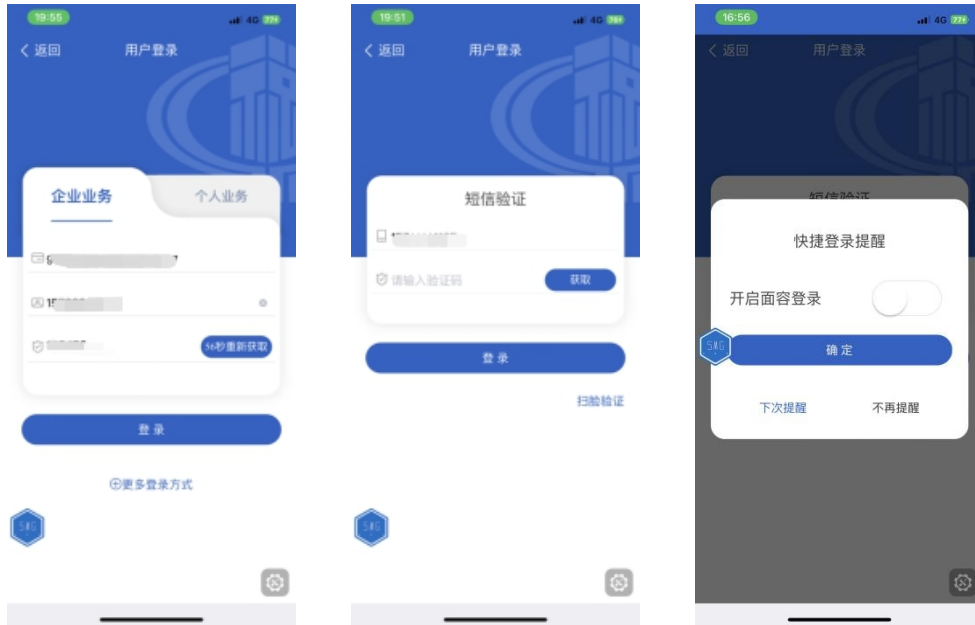 19:55
4G
返回
用户登录
企业业务
个人业务
56秒重新获取
登录
更多登录方式
SMG
19:51
4G
返回
用户登录
短信验证
请输入验证码
获取
登录
扫脸验证
SMG
16:56
4G
返回
用户登录
短信验证
快捷登录提醒
开启面容登录
SMG
确定
下次提醒
不再提醒